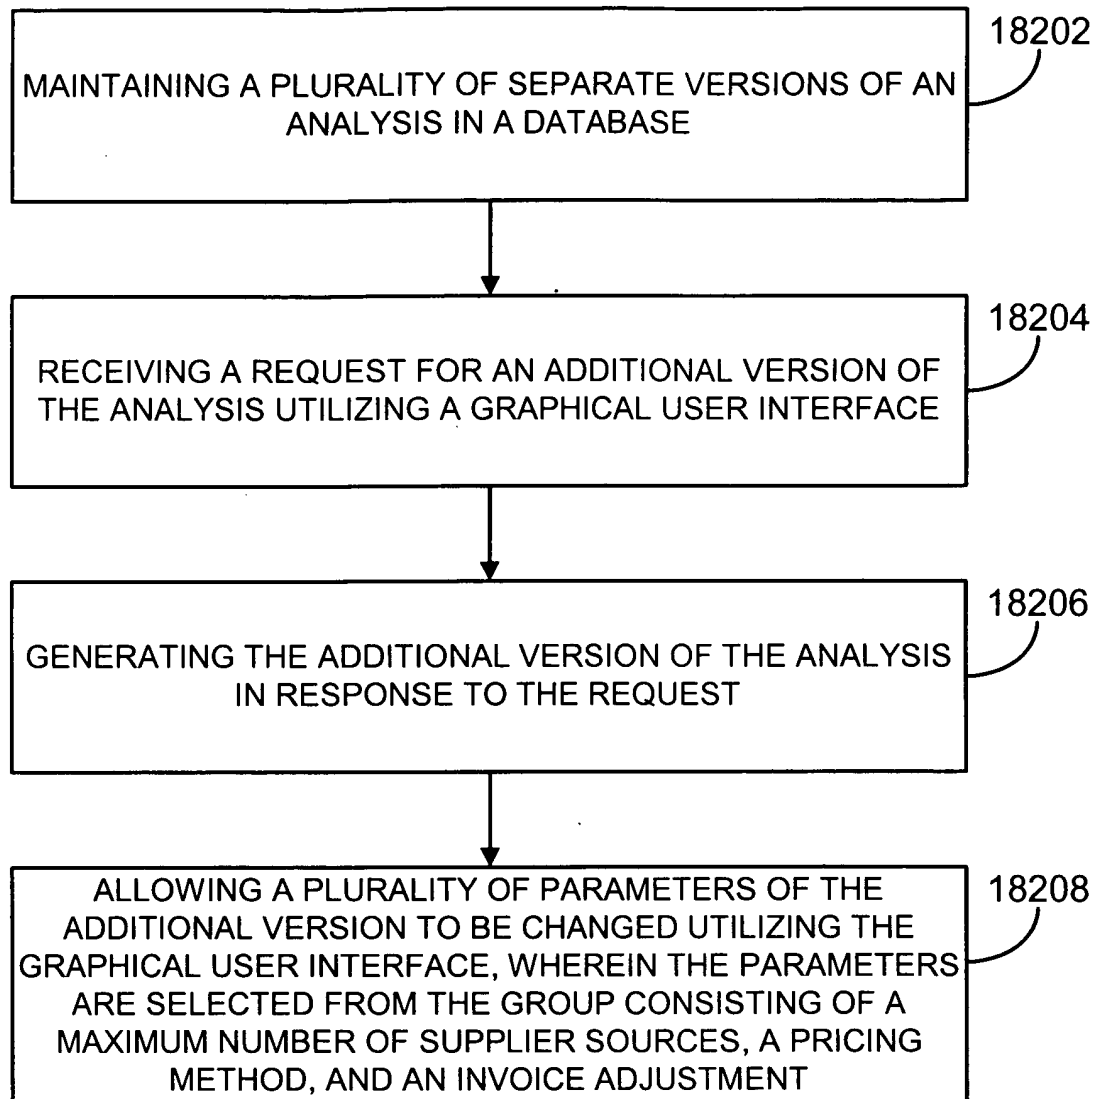 18202
MAINTAINING A PLURALITY OF SEPARATE VERSIONS OF AN
ANALYSIS IN A DATABASE
18204
RECEIVING A REQUEST FOR AN ADDITIONAL VERSION OF
THE ANALYSIS UTILIZING A GRAPHICAL USER INTERFACE
18206
GENERATING THE ADDITIONAL VERSION OF THE ANALYSIS
IN RESPONSE TO THE REQUEST
18208
ALLOWING A PLURALITY OF PARAMETERS OF THE
ADDITIONAL VERSION TO BE CHANGED UTILIZING THE
GRAPHICAL USER INTERFACE, WHEREIN THE PARAMETERS
ARE SELECTED FROM THE GROUP CONSISTING OF A
MAXIMUM NUMBER OF SUPPLIER SOURCES, A PRICING
METHOD, AND AN INVOICE ADJUSTMENT